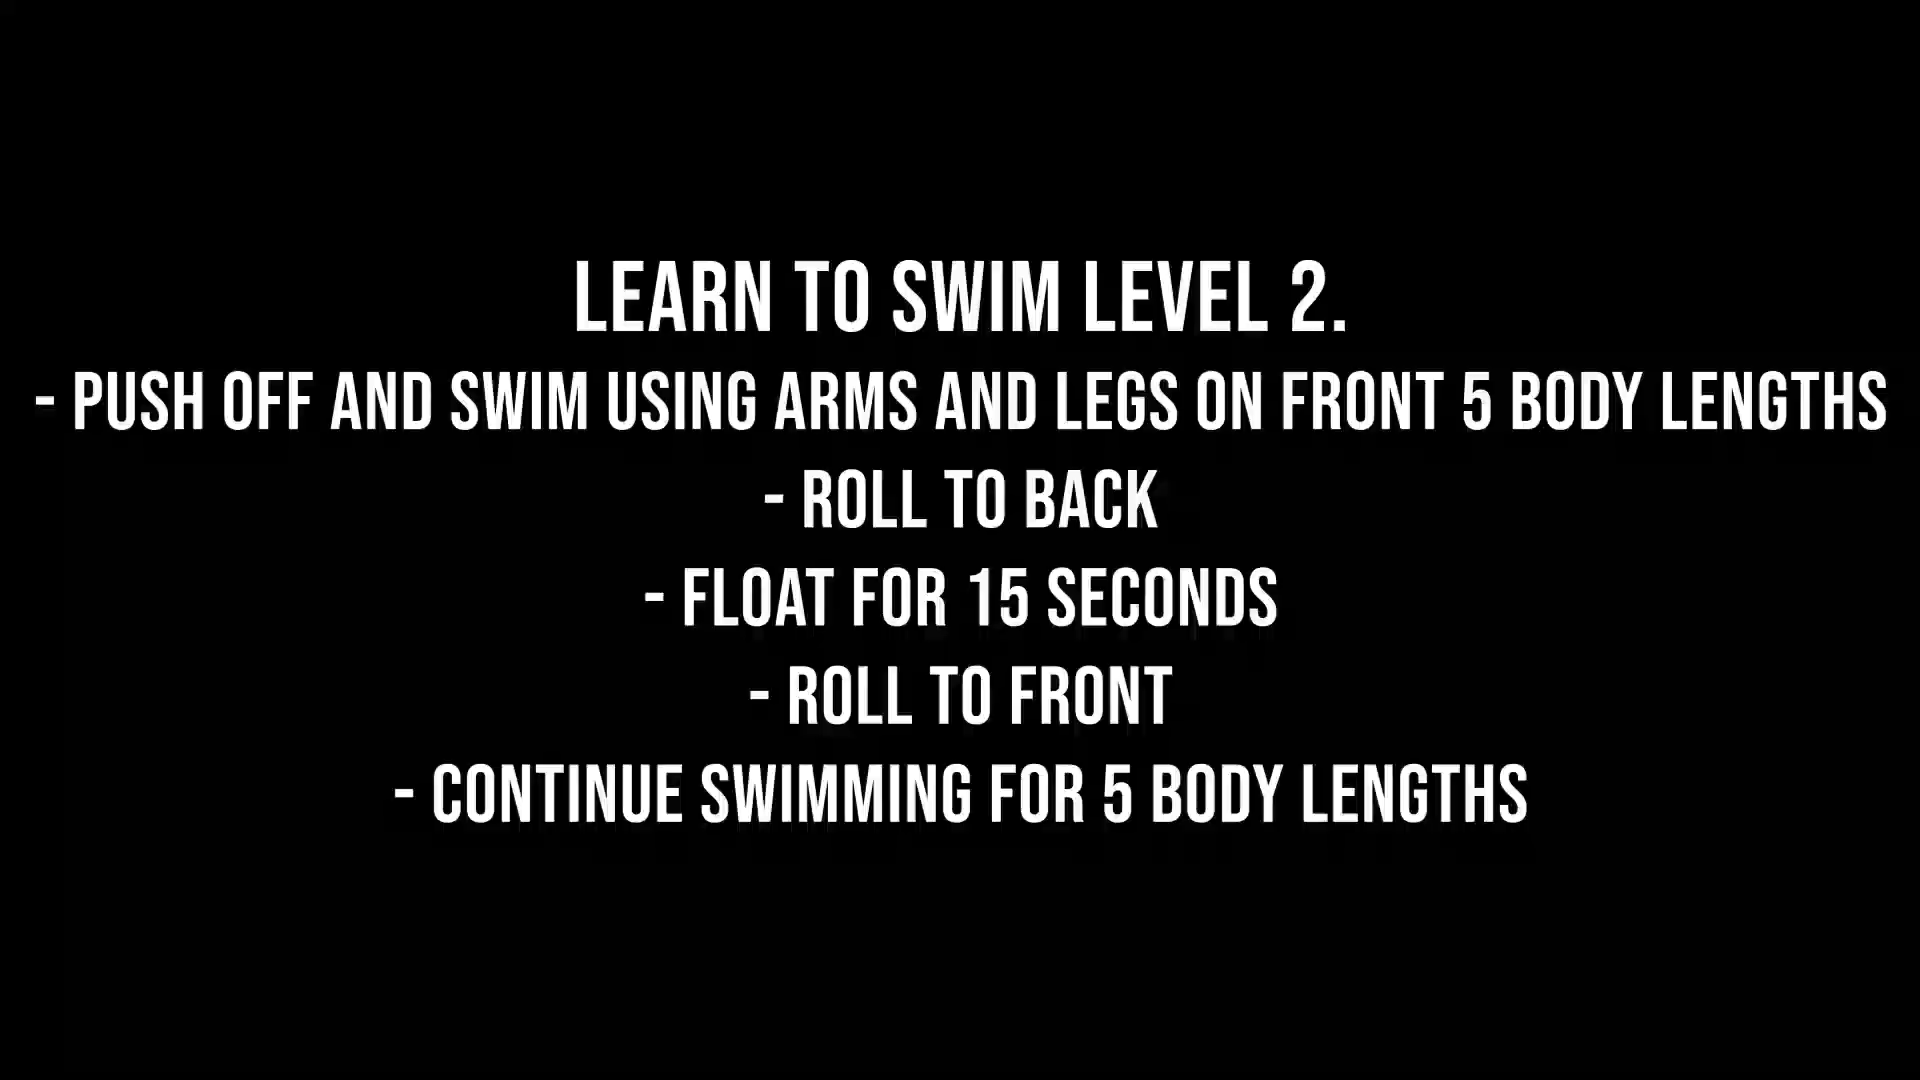 LEARN TO SWIM LEVEL 2.
- PUSH OFF AND SWIM USING ARMS AND LEGS ON FRONT 5 BODY LENGTHS
- ROLL TO BACK
- FLOAT FOR 15 SECONDS
- ROLL TO FRONT
- CONTINUE SWIMMING FOR 5 BODY LENGTHS